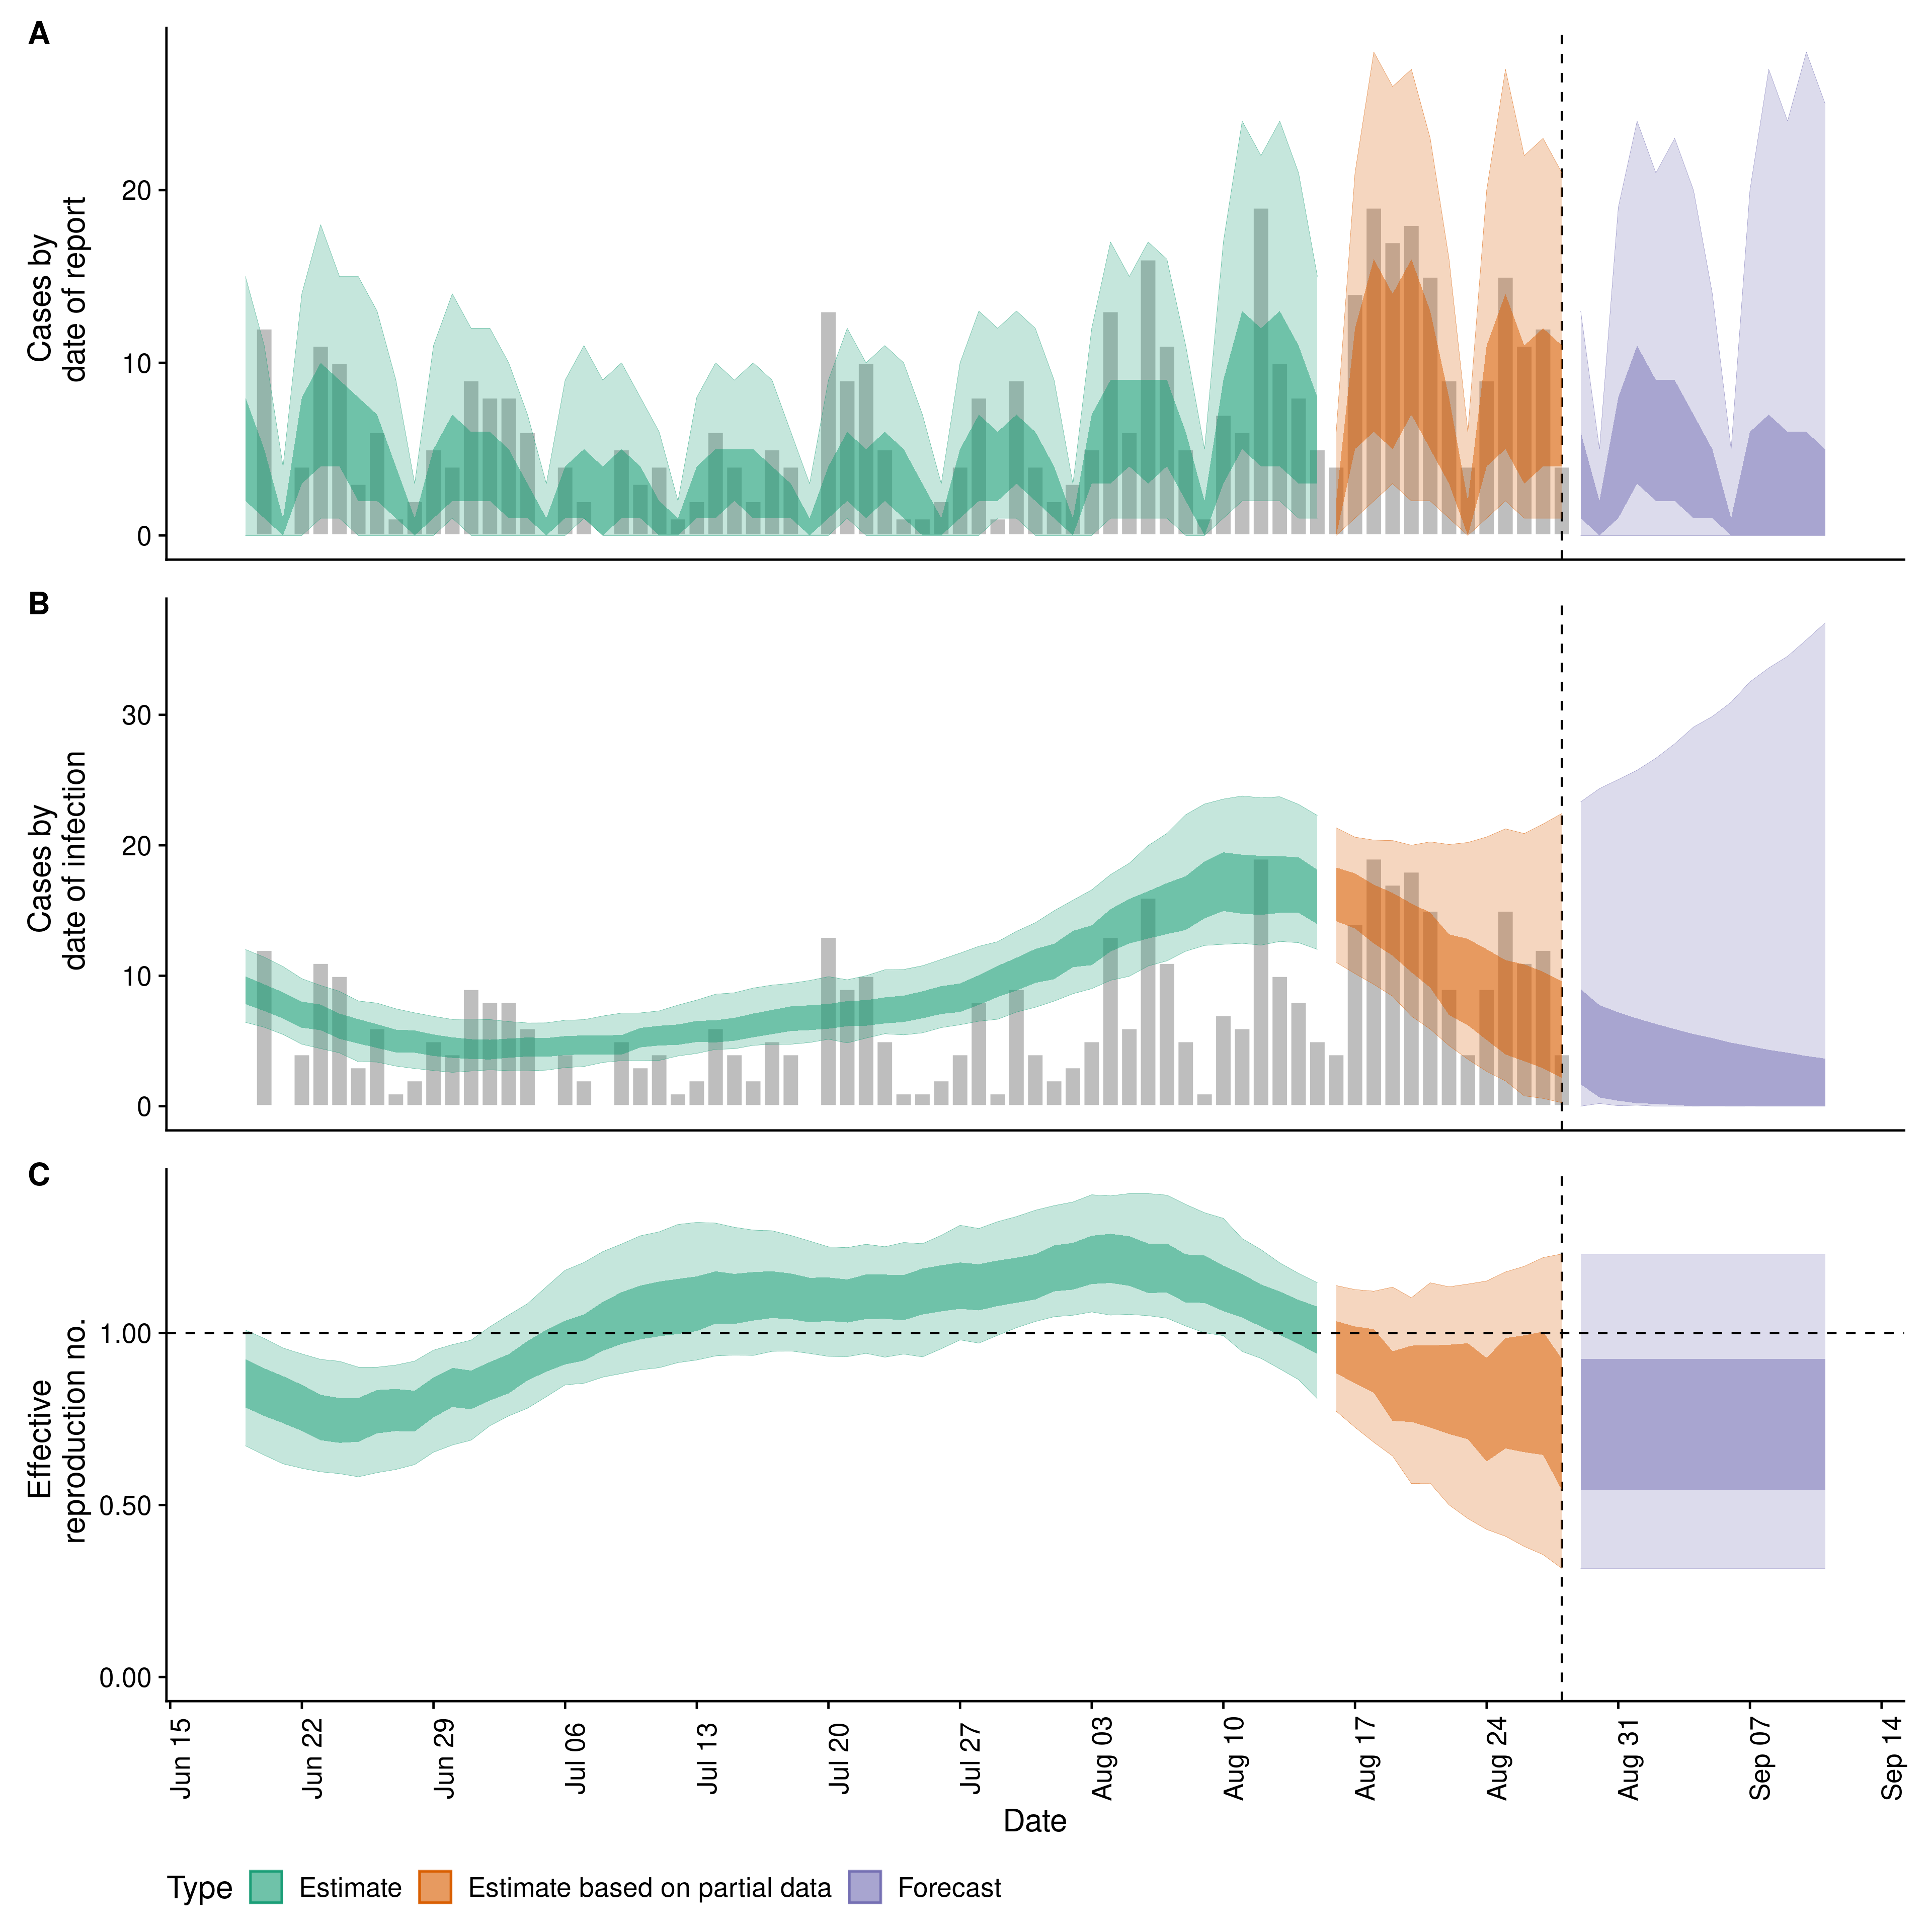 A
Cases by
date of report
20
10
0
B
Cases by
date of infection
30
20
10
0
C
Effective
reproduction no.
1.00
0.50
0.00
Jun 15
Jun 22
Jun 29
Jul 06
Jul 13
Jul 20
Jul 27
Aug 03
Aug 10
Aug 17
Aug 24
Aug 31
Sep 07
Sep 14
Date
Type Estimate Estimate based on partial data Forecast